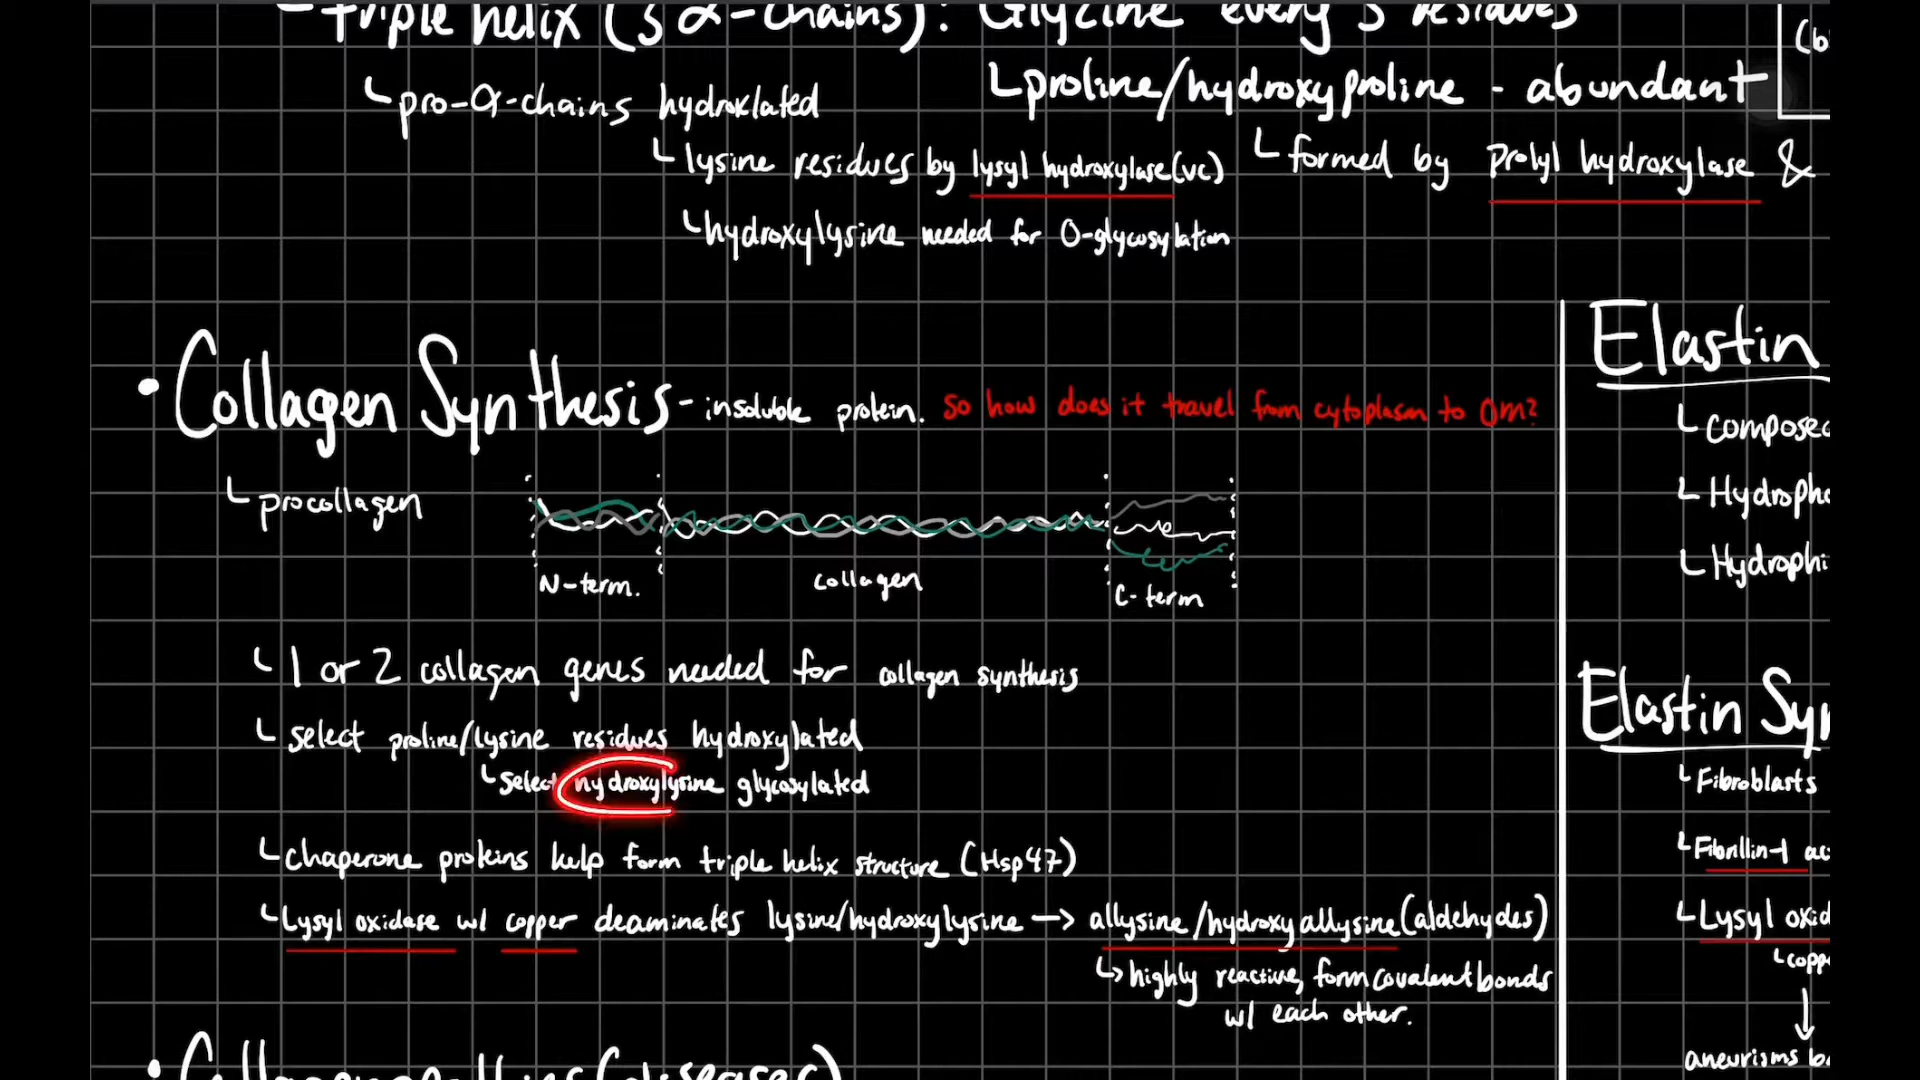 triple helix (3 α-chains): Glycine every 3 residues
(b
pro-α-chains hydroxlated
proline/hydroxyproline - abundant
lysine residues by lysyl hydroxylase(vc)
formed by prolyl hydroxylase &
hydroxylysine needed for O-glycosylation
• Collagen Synthesis - insoluble protein. So how does it travel from cytoplasm to OM?
procollagen
N-term.
collagen
C-term
1 or 2 collagen genes needed for collagen synthesis
select proline/lysine residues hydroxylated
select hydroxylysine glycosylated
chaperone proteins help form triple helix structure (Hsp47)
Lysyl oxidase w/ copper deaminates lysine/hydroxylysine → allysine/hydroxyallysine (aldehydes)
↳ highly reactive, form covalent bonds
w/ each other.
Elastin
compose
Hydroph
Hydrophi
Elastin Syn
Fibroblasts
Fibrillin-1 ac
Lysyl oxid
copp
↓
aneurisms b